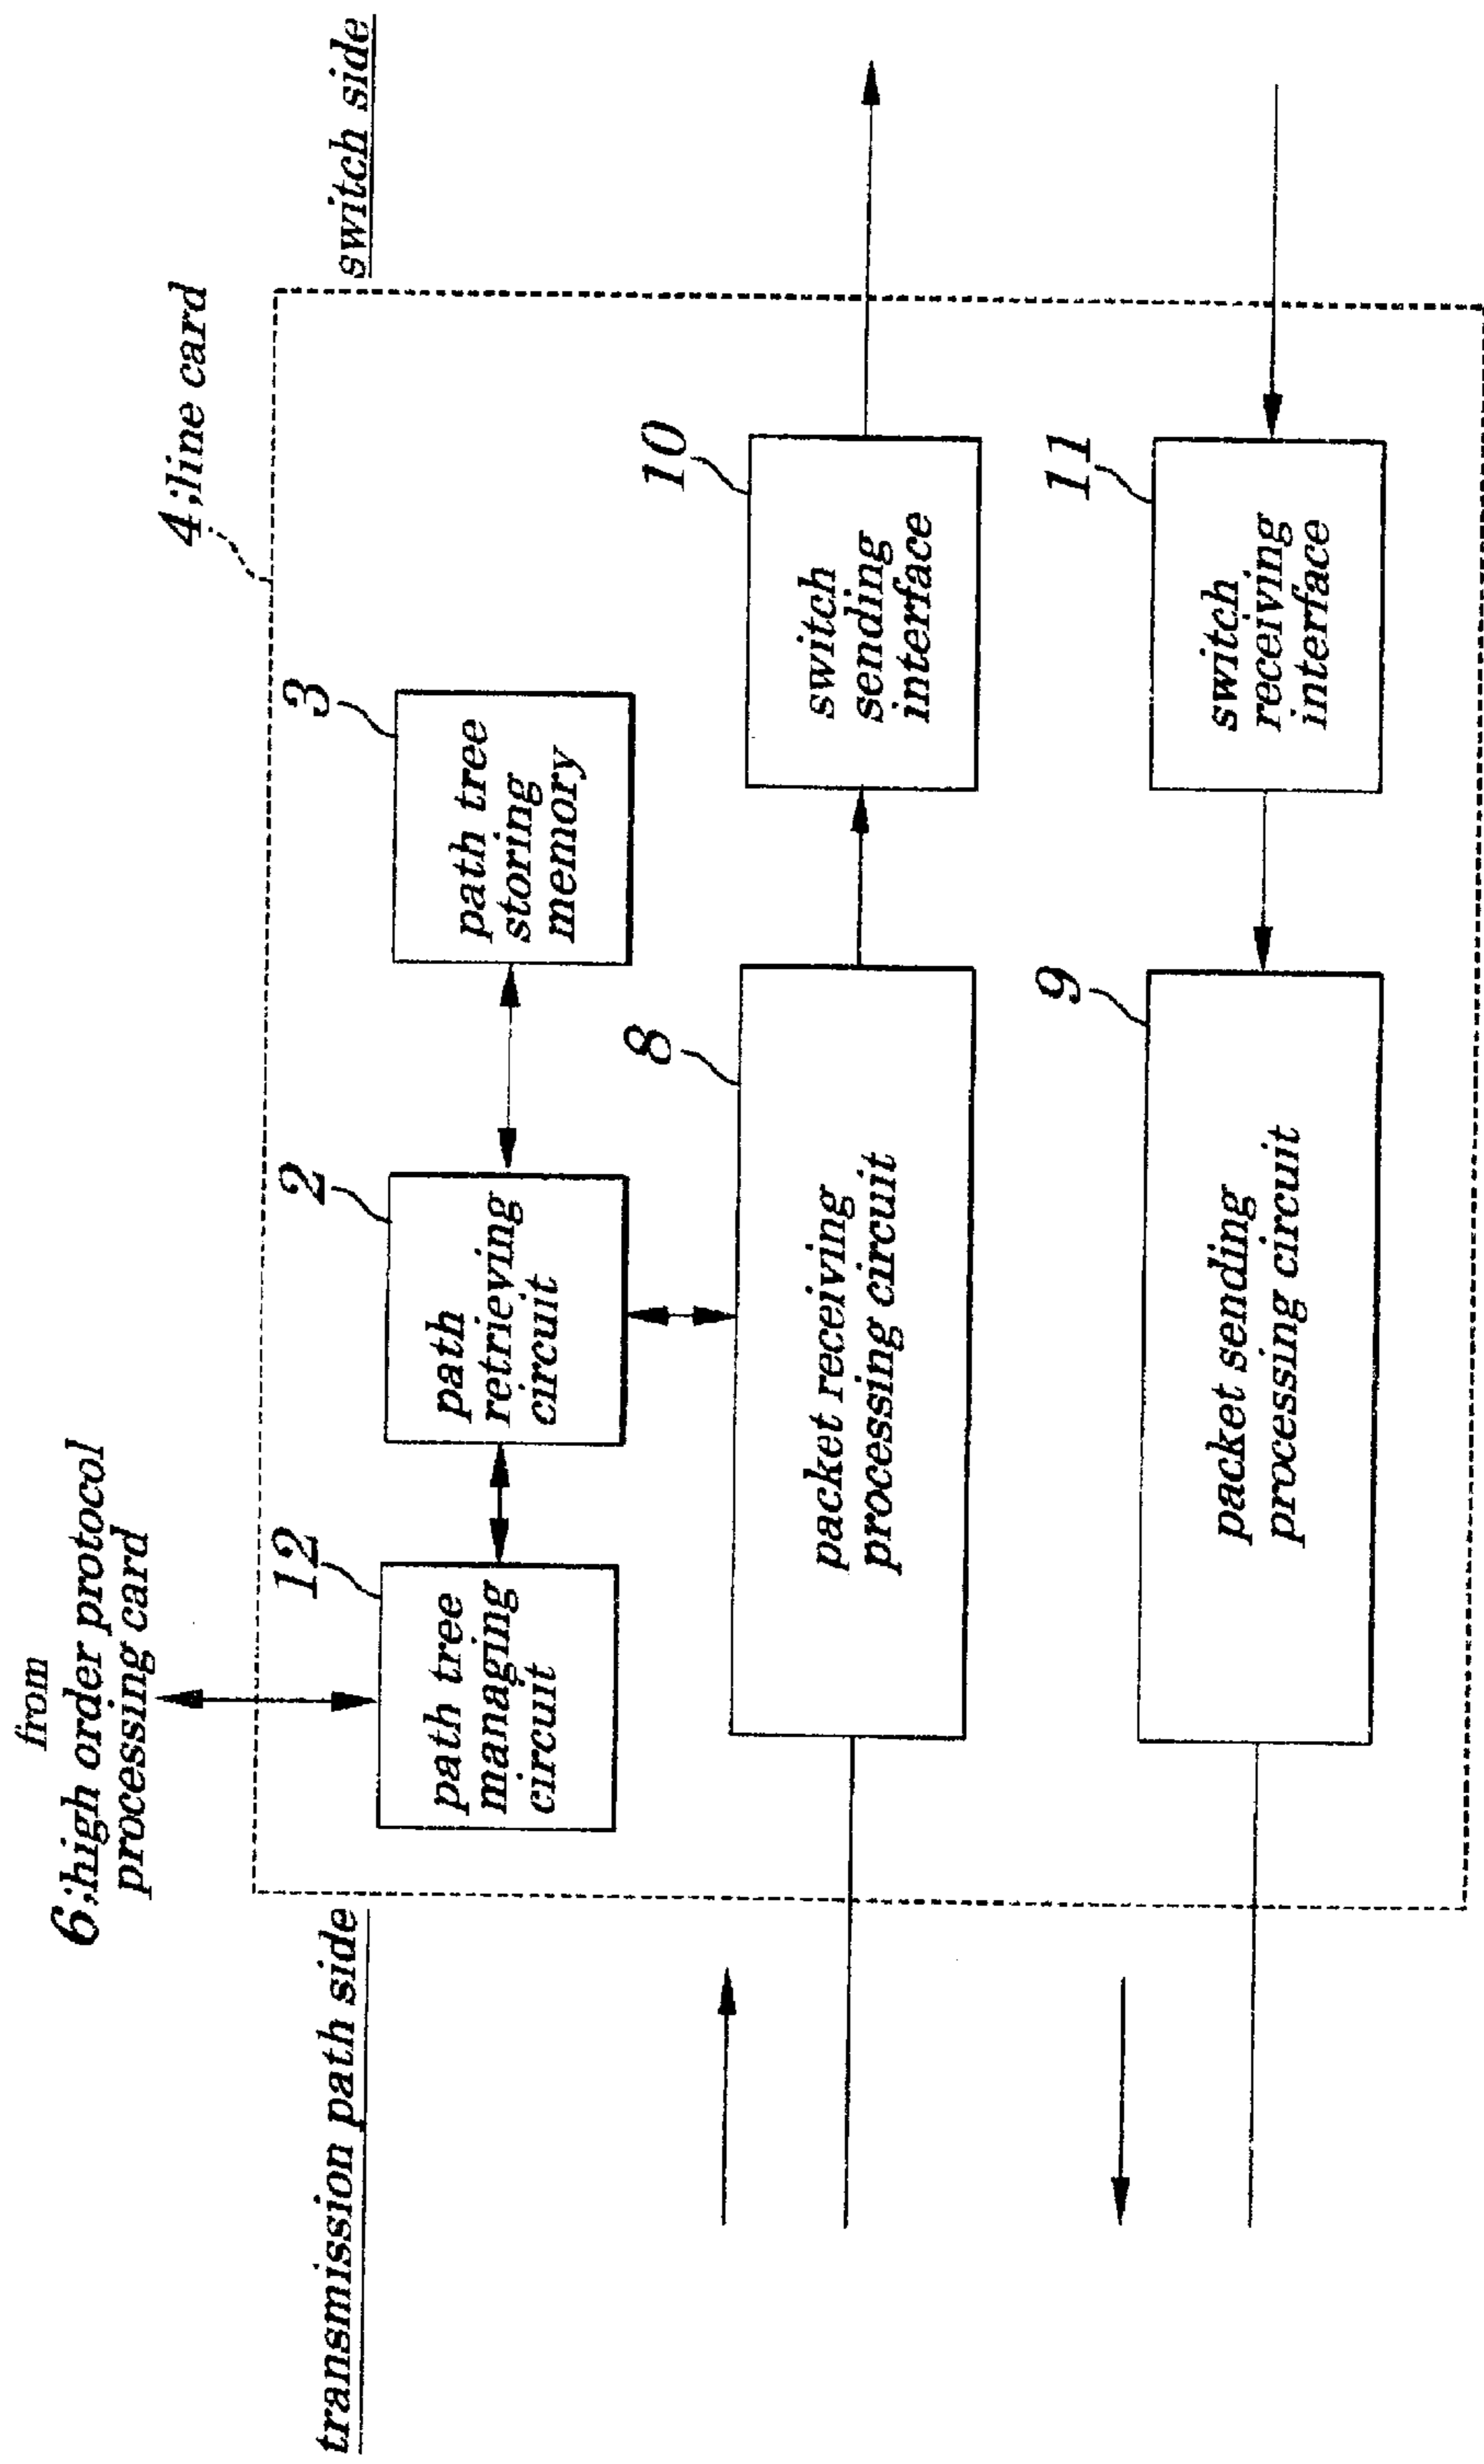 from
6;high order protocol
processing card
4;line card
transmission path side
switch side
12
path tree
managing
circuit
2
path
retrieving
circuit
3
path tree
storing
memory
8
packet receiving
processing circuit
10
switch
sending
interface
9
packet sending
processing circuit
11
switch
receiving
interface